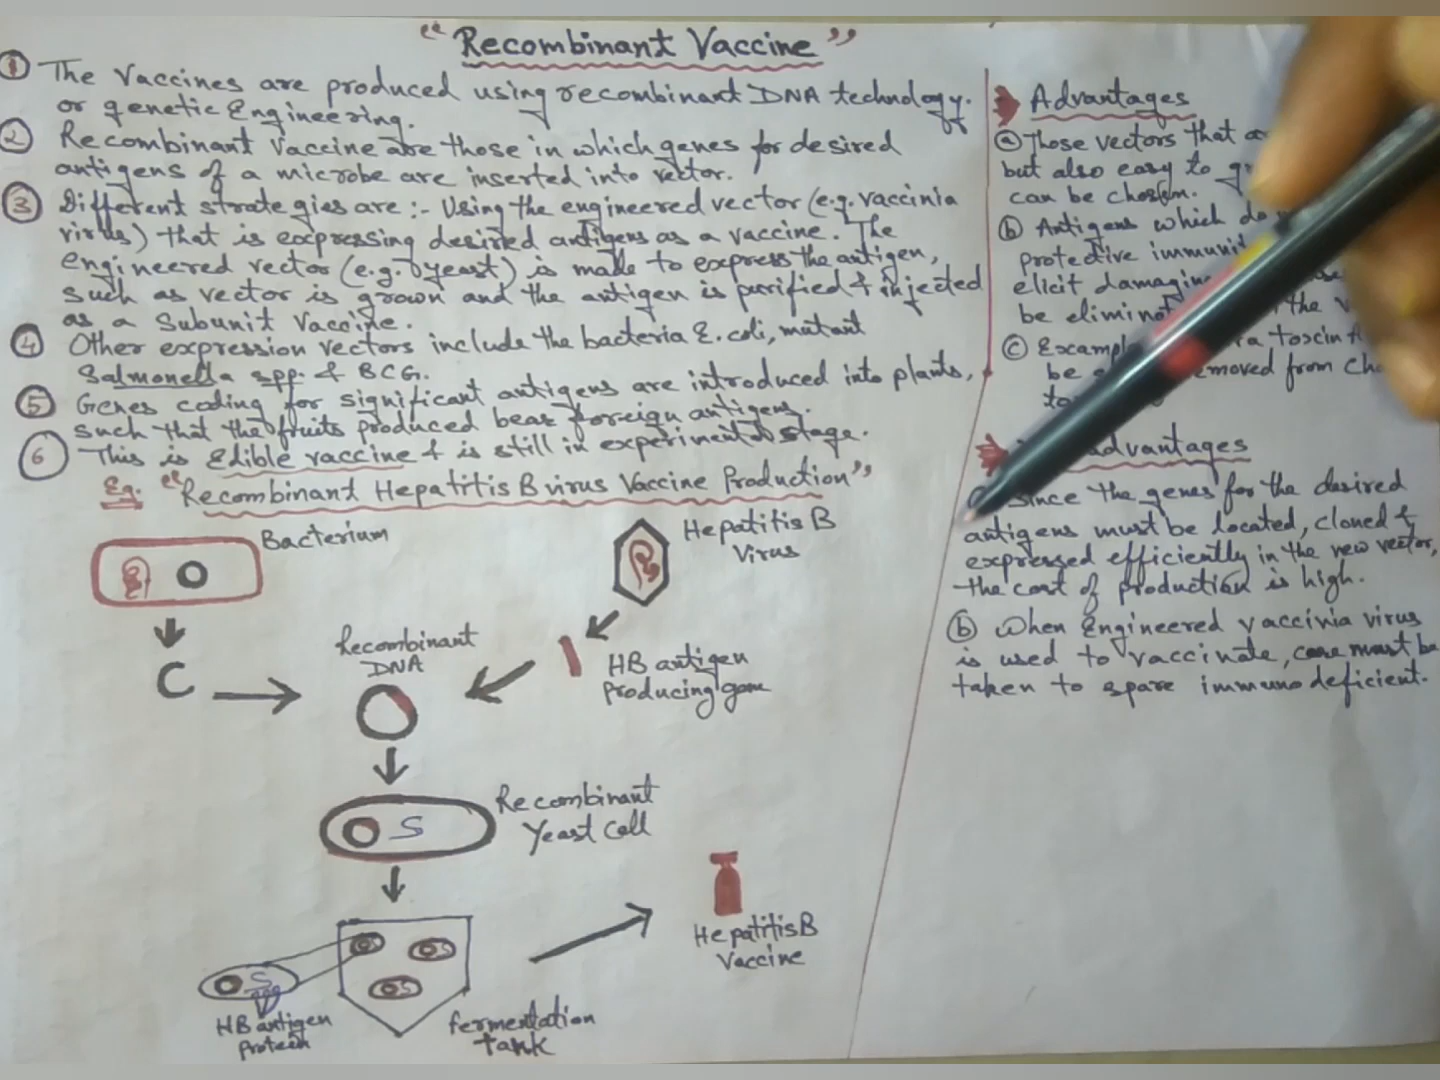 "Recombinant Vaccine"
① The Vaccines are produced using recombinant DNA technology.
or genetic Engineering.
② Recombinant Vaccine are those in which genes for desired
antigens of a microbe are inserted into vector.
③ Different strategies are :- Using the engineered vector (e.g. vaccinia
virus) that is expressing desired antigens as a vaccine. The
engineered vector (e.g. yeast) is made to express the antigen,
such as vector is grown and the antigen is purified & injected
as a Subunit Vaccine.
④ Other expression vectors include the bacteria E. coli, mutant
Salmonella spp. & BCG.
⑤ Genes coding for significant antigens are introduced into plants,
such that the fruits produced bear foreign antigens.
⑥ This is Edible vaccine & is still in experimental stage.
Eg. "Recombinant Hepatitis B virus Vaccine Production"
Bacterium
Hepatitis B
Virus
Recombinant
DNA
HB antigen
Producing gene
C
Recombinant
Yeast Cell
S
Hepatitis B
Vaccine
S
S
S
S
HB antigen
Protein
fermentation
tank
Advantages
ⓐ Those vectors that
but also easy to
can be chosen.
ⓑ Antigens which do
protective
elicit
be
the
ⓒ
toxin
be removed from
advantages
Since the genes for the desired
antigens must be located, cloned &
expressed efficiently in the new vector,
the cost of production is high.
ⓑ When Engineered vaccinia virus
is used to vaccinate, care must be
taken to spare immunodeficient.